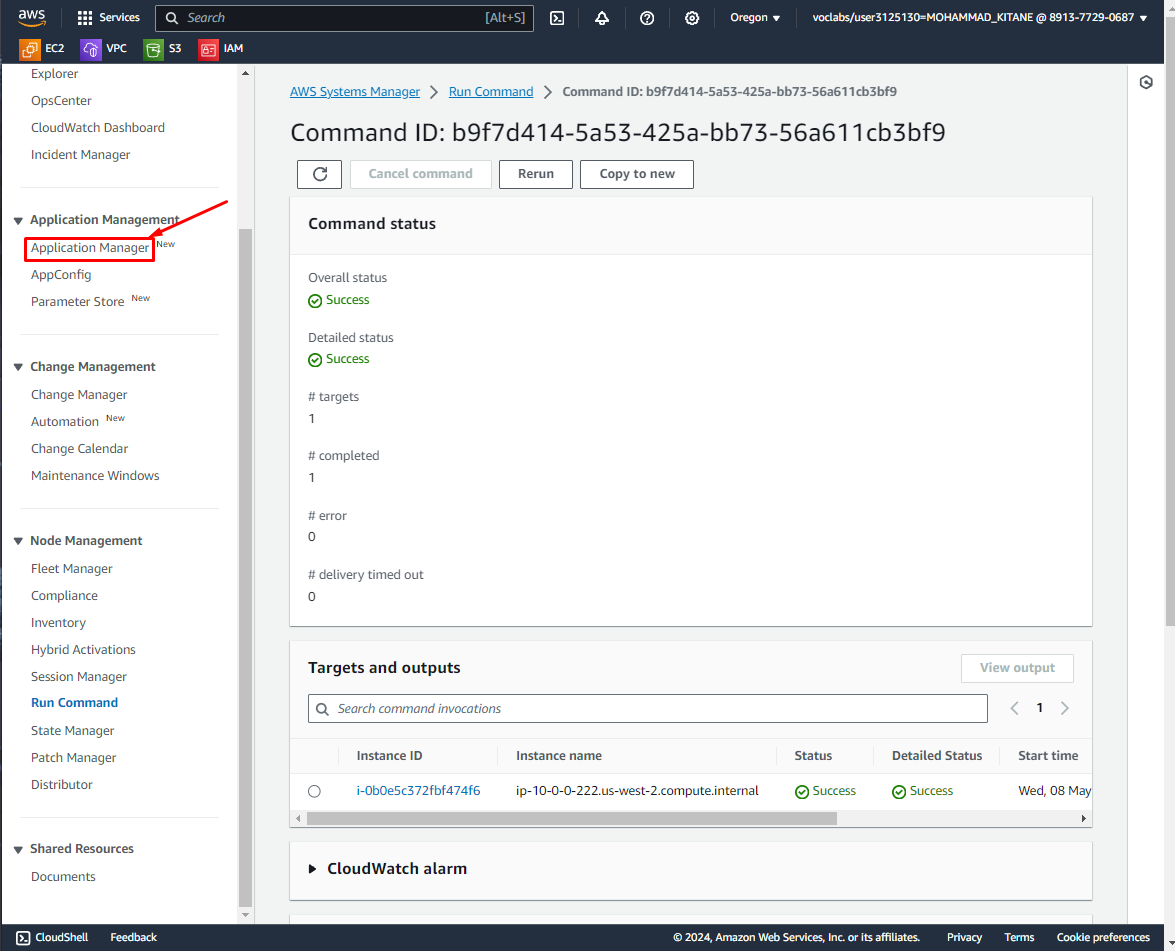 aws
Services
Search
[Alt+S]
Oregon
voclabs/user3125130=MOHAMMAD_KITANE @ 8913-7729-0687
EC2
VPC
S3
IAM
Explorer
OpsCenter
CloudWatch Dashboard
Incident Manager
Application Management
Application Manager New
AppConfig
Parameter Store New
Change Management
Change Manager
Automation New
Change Calendar
Maintenance Windows
Node Management
Fleet Manager
Compliance
Inventory
Hybrid Activations
Session Manager
Run Command
State Manager
Patch Manager
Distributor
Shared Resources
Documents
AWS Systems Manager > Run Command > Command ID: b9f7d414-5a53-425a-bb73-56a611cb3bf9
Command ID: b9f7d414-5a53-425a-bb73-56a611cb3bf9
Cancel command
Rerun
Copy to new
Command status
Overall status
Success
Detailed status
Success
# targets
1
# completed
1
# error
0
# delivery timed out
0
Targets and outputs
View output
Search command invocations
1
Instance ID Instance name Status Detailed Status Start time
i-0b0e5c372fbf474f6 ip-10-0-0-222.us-west-2.compute.internal Success Success Wed, 08 May
CloudWatch alarm
CloudShell
Feedback
© 2024, Amazon Web Services, Inc. or its affiliates.
Privacy
Terms
Cookie preferences